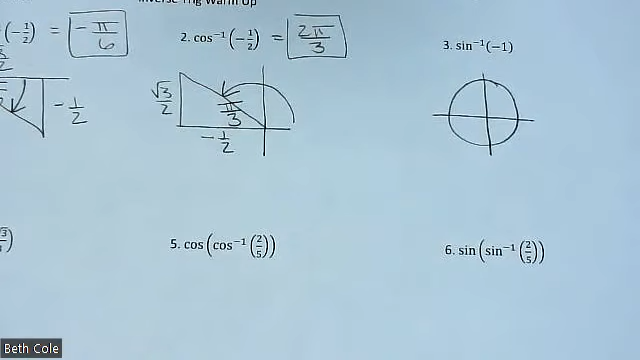 Inverse Trig Warm Up
(-1/2) = -π/6
2. cos⁻¹(-1/2) = 2π/3
3. sin⁻¹(-1)
-1/2
√3/2
π/3
-1/2
5. cos(cos⁻¹(2/5))
6. sin(sin⁻¹(2/5))
Beth Cole